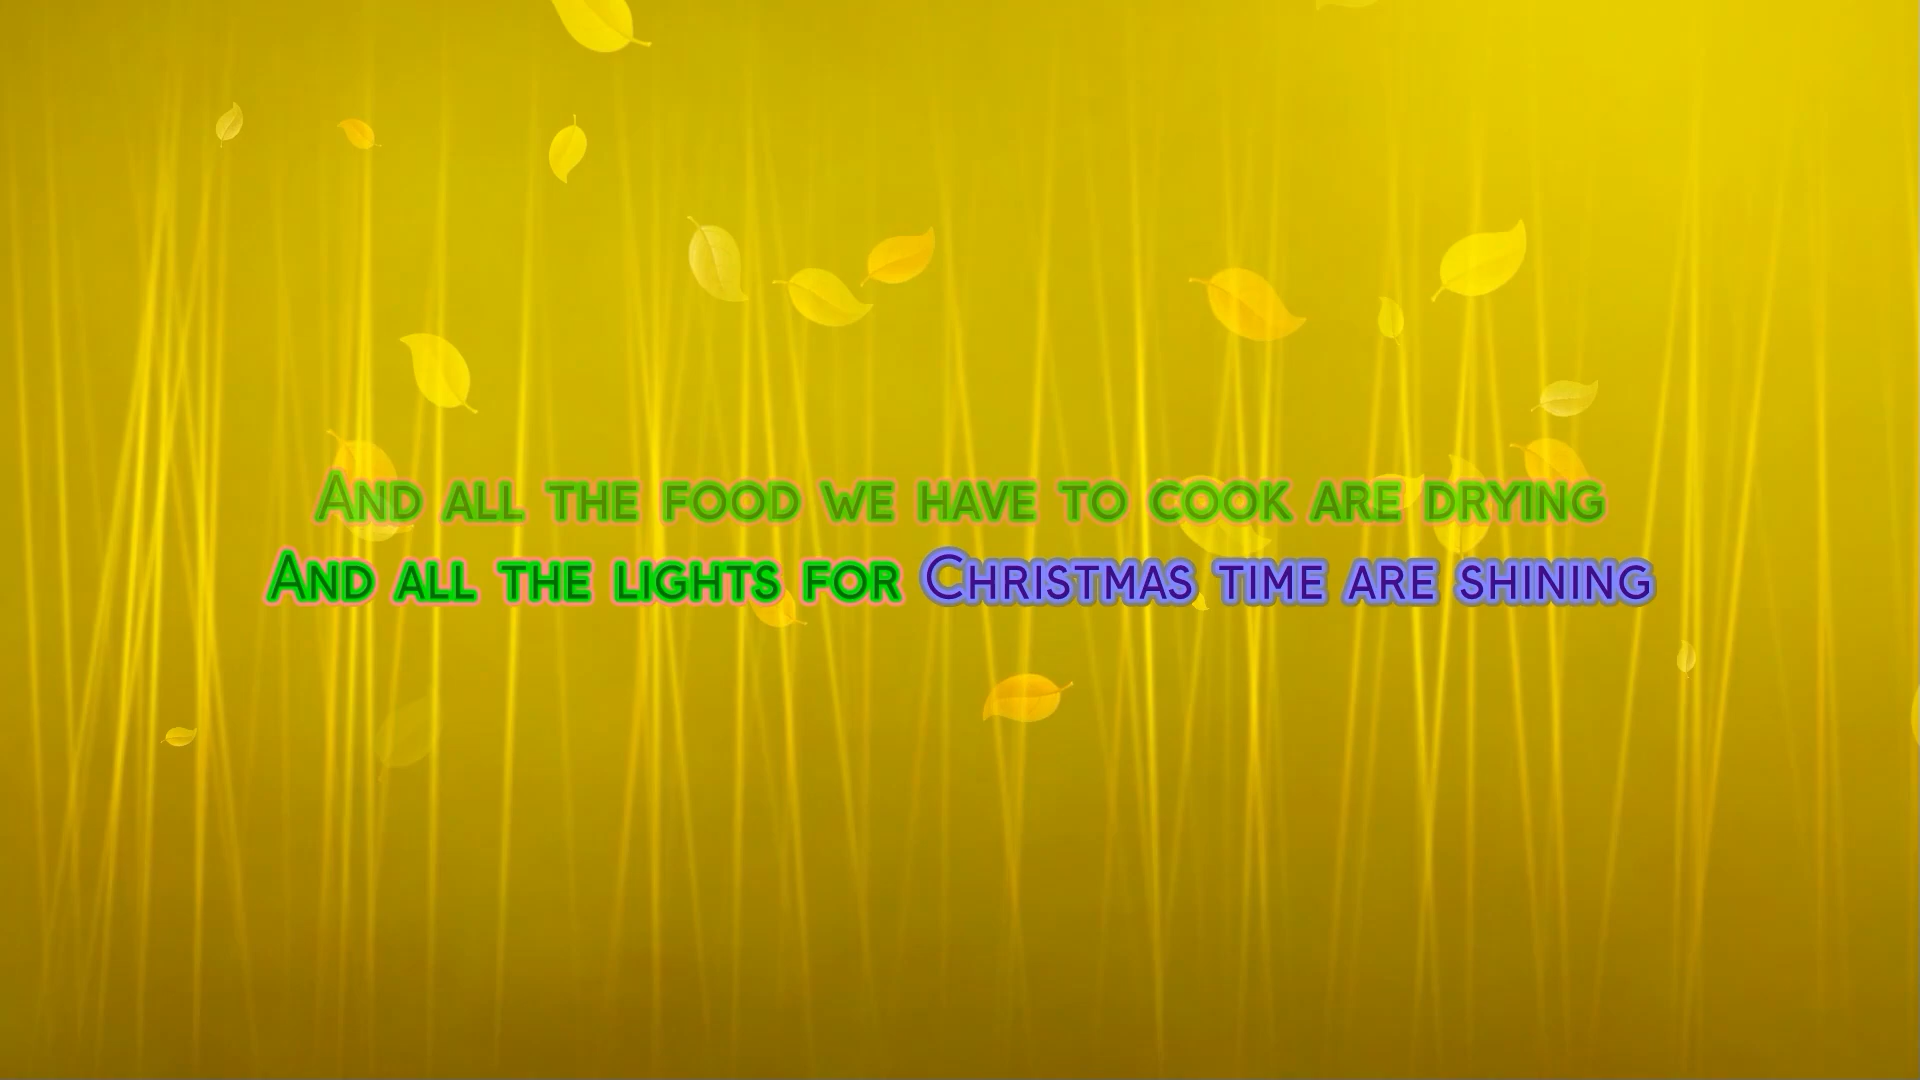 And all the food we have to cook are drying
And all the lights for Christmas time are shining